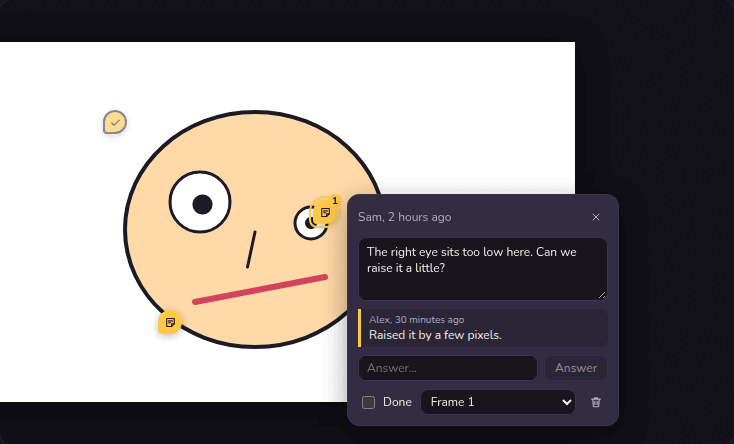 1
Sam, 2 hours ago
The right eye sits too low here. Can we
raise it a little?
Alex, 30 minutes ago
Raised it by a few pixels.
Answer...
Answer
Done
Frame 1